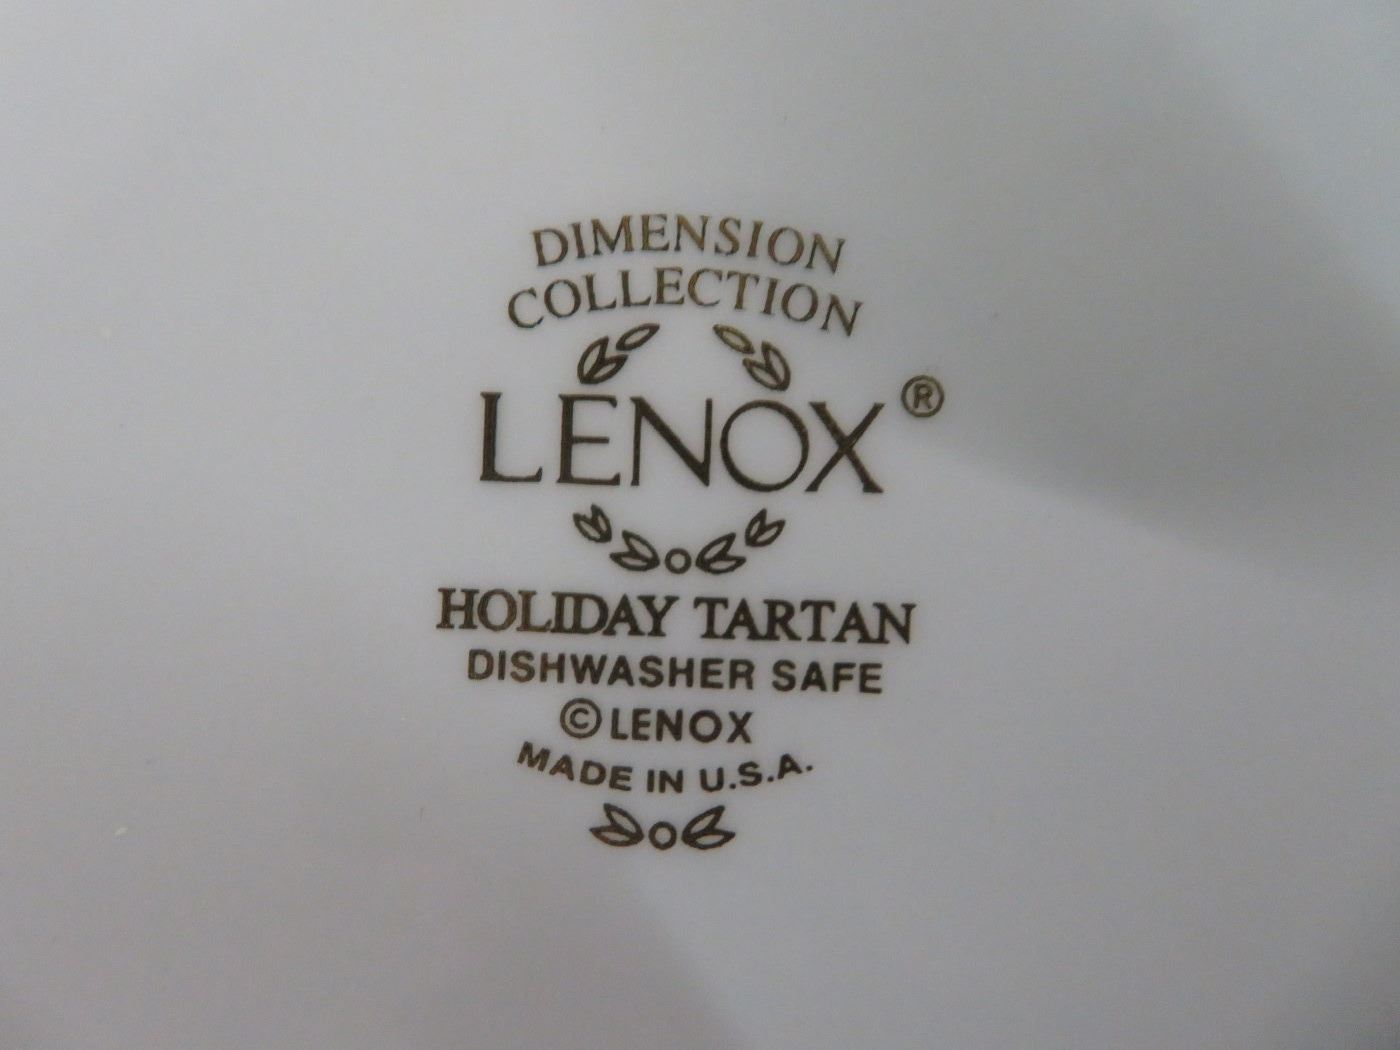 DIMENSION
COLLECTION
LENOX®
HOLIDAY TARTAN
DISHWASHER SAFE
© LENOX
MADE IN U.S.A.